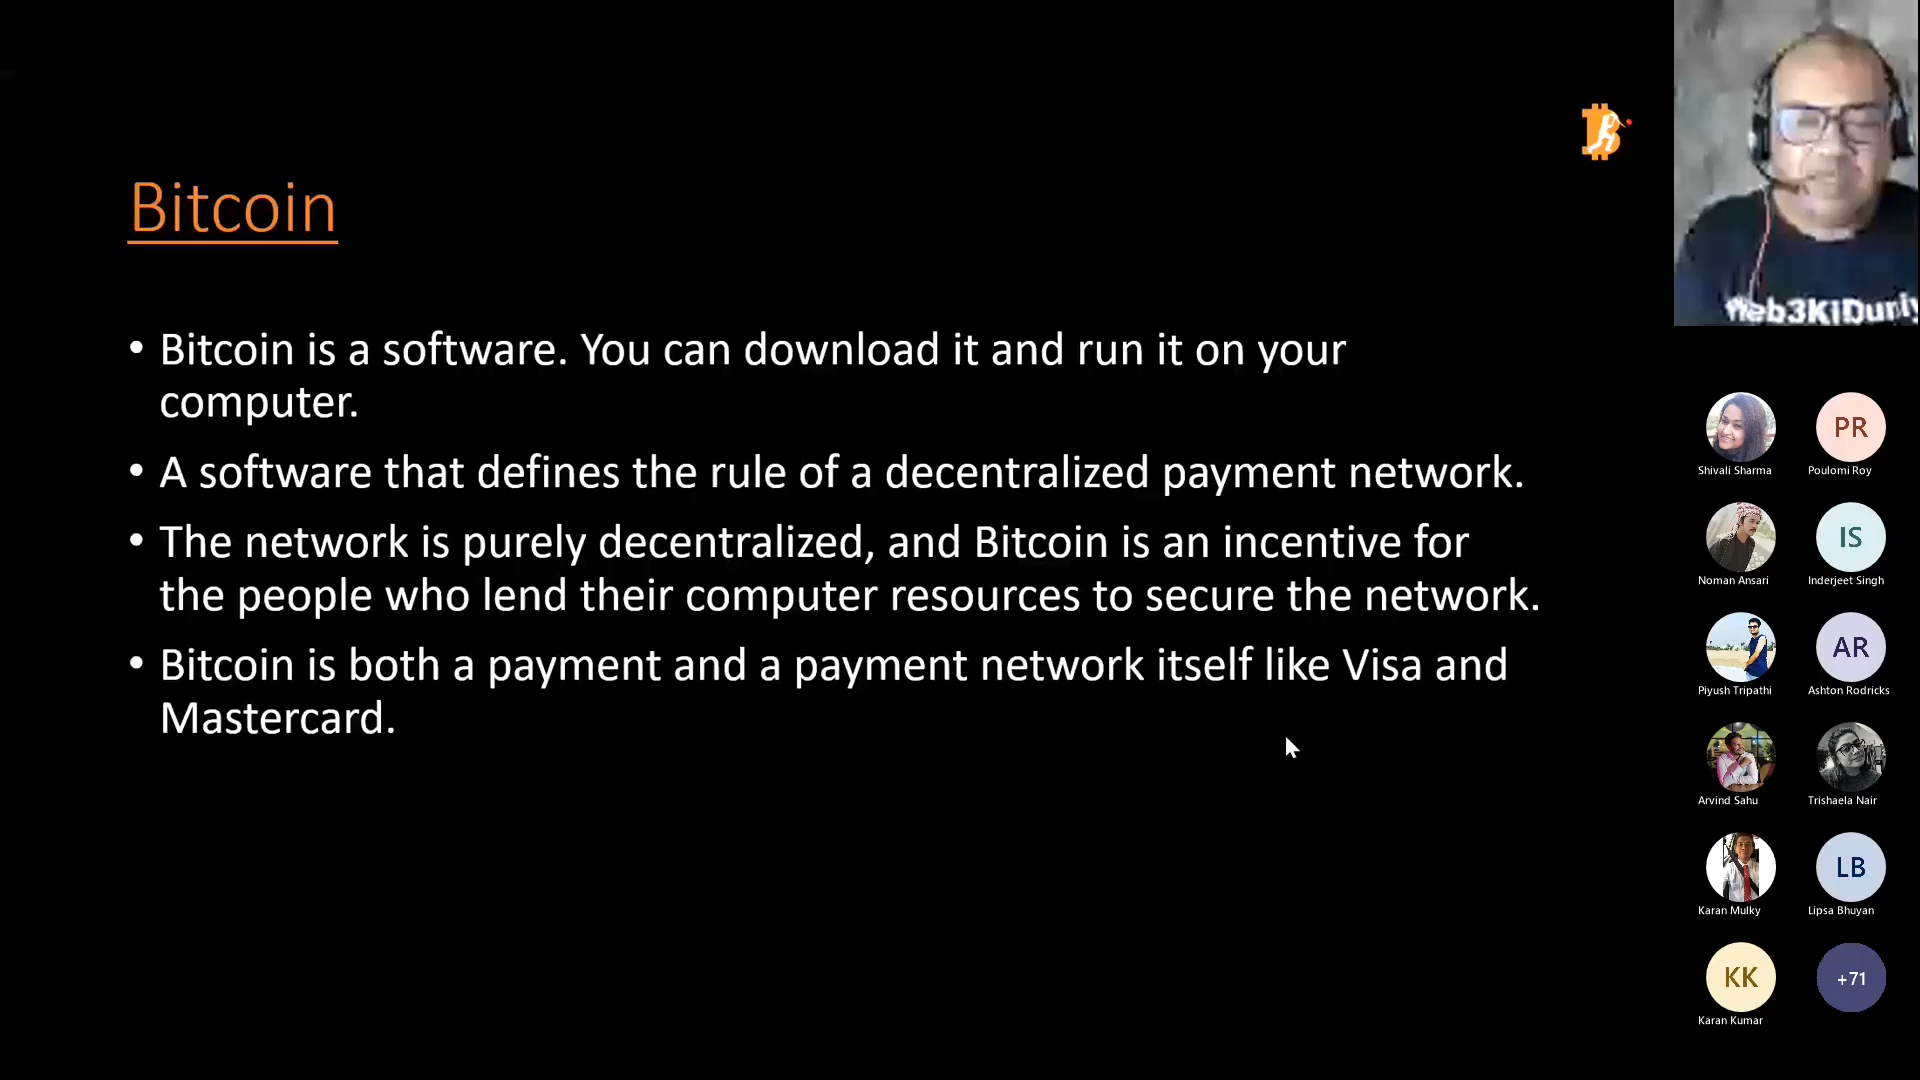 Bitcoin
• Bitcoin is a software. You can download it and run it on your
computer.
• A software that defines the rule of a decentralized payment network.
• The network is purely decentralized, and Bitcoin is an incentive for
the people who lend their computer resources to secure the network.
• Bitcoin is both a payment and a payment network itself like Visa and
Mastercard.
Shivali Sharma
PR
Poulomi Roy
Noman Ansari
IS
Inderjeet Singh
Piyush Tripathi
AR
Ashton Rodricks
Arvind Sahu
Trishaela Nair
Karan Mulky
LB
Lipsa Bhuyan
KK
Karan Kumar
+71